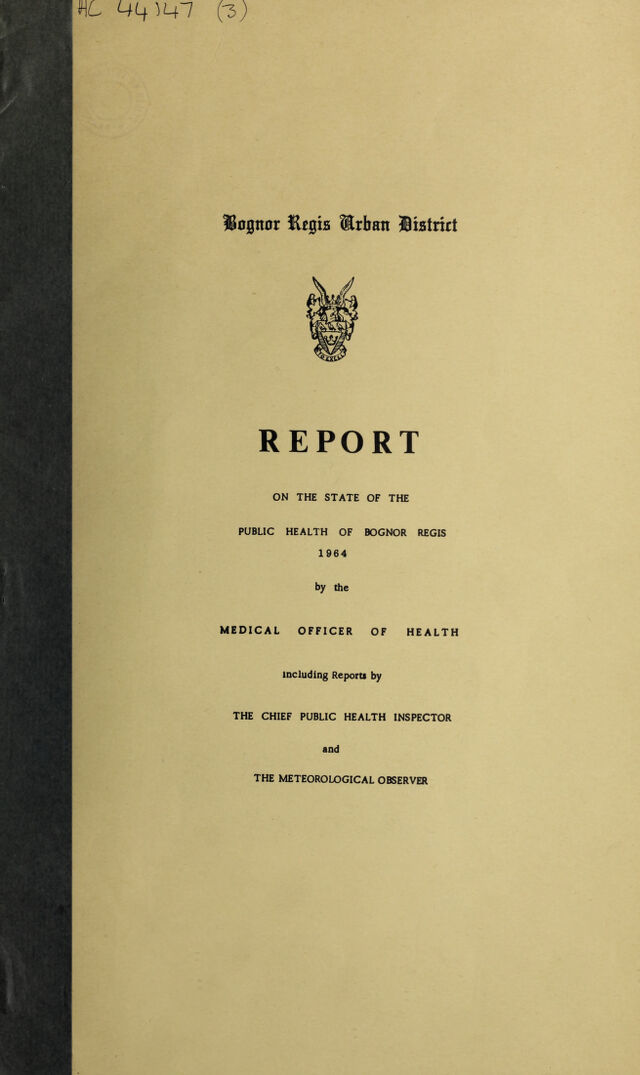 AC 44147 (3)
Bognor Regis Urban District
REPORT
ON THE STATE OF THE
PUBLIC HEALTH OF BOGNOR REGIS
1964
by the
MEDICAL OFFICER OF HEALTH
including Reports by
THE CHIEF PUBLIC HEALTH INSPECTOR
and
THE METEOROLOGICAL OBSERVER